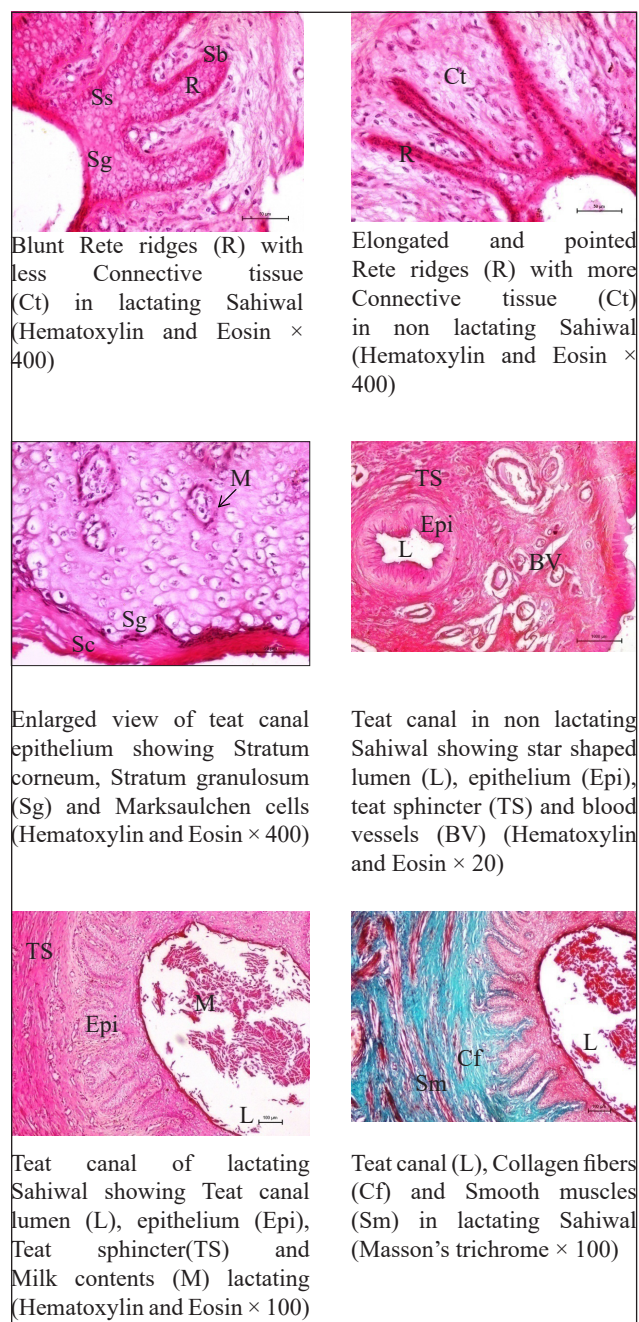 Sb
R
Ss
Sg
Ct
R
Blunt Rete ridges (R) with
less Connective tissue
(Ct) in lactating Sahiwal
(Hematoxylin and Eosin ×
400)
Elongated and pointed
Rete ridges (R) with more
Connective tissue (Ct)
in non lactating Sahiwal
(Hematoxylin and Eosin ×
400)
M
Sg
Sc
TS
Epi
L
BV
Enlarged view of teat canal
epithelium showing Stratum
corneum, Stratum granulosum
(Sg) and Marksaulchen cells
(Hematoxylin and Eosin × 400)
Teat canal in non lactating
Sahiwal showing star shaped
lumen (L), epithelium (Epi),
teat sphincter (TS) and blood
vessels (BV) (Hematoxylin
and Eosin × 20)
TS
M
Epi
L
100 µm
L
Cf
Sm
Teat canal of lactating
Sahiwal showing Teat canal
lumen (L), epithelium (Epi),
Teat sphincter(TS) and
Milk contents (M) lactating
(Hematoxylin and Eosin × 100)
Teat canal (L), Collagen fibers
(Cf) and Smooth muscles
(Sm) in lactating Sahiwal
(Masson's trichrome × 100)